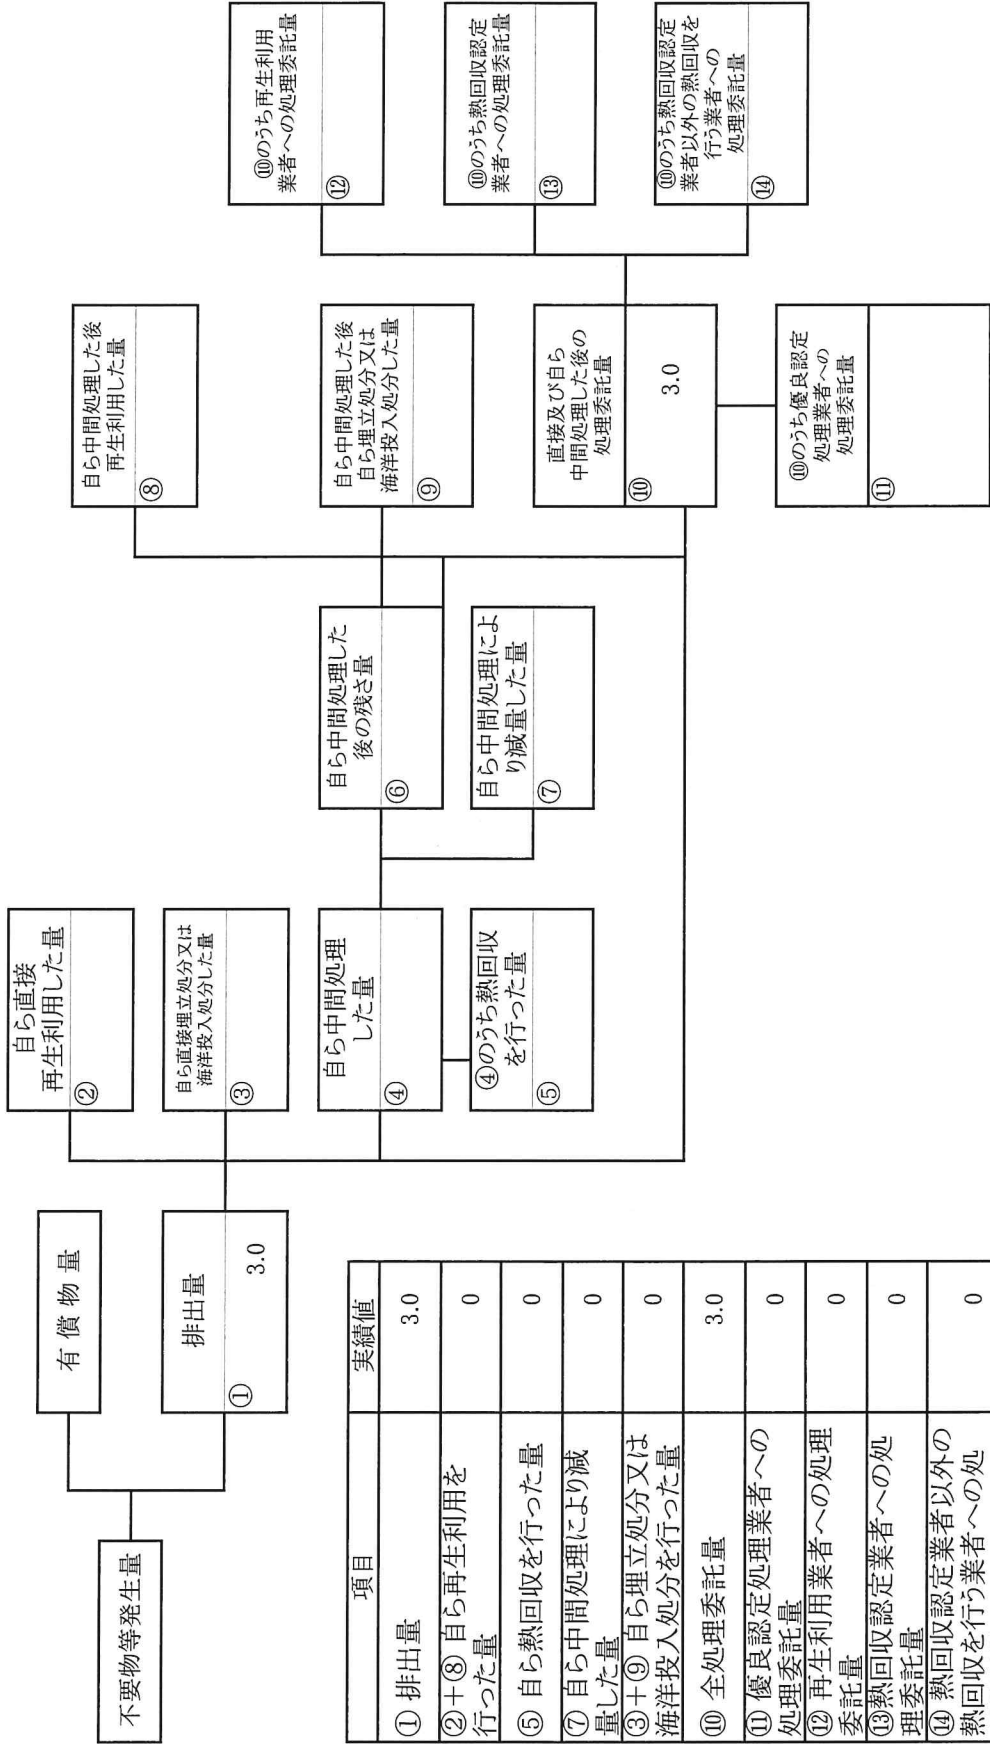 不要物等発生量
有償物量
排出量
①
3.0
自ら直接
再生利用した量
②
自ら直接埋立処分又は
海洋投入処分した量
③
自ら中間処理
した量
④
④のうち熱回収
を行った量
⑤
自ら中間処理した
後の残さ量
⑥
自ら中間処理によ
り減量した量
⑦
自ら中間処理した後
再生利用した量
⑧
自ら中間処理した後
自ら埋立処分又は
海洋投入処分した量
⑨
直接及び自ら
中間処理した後の
処理委託量
⑩
3.0
⑩のうち優良認定
処理業者への
処理委託量
⑪
⑩のうち再生利用
業者への処理委託量
⑫
⑩のうち熱回収認定
業者への処理委託量
⑬
⑩のうち熱回収認定
業者以外の熱回収を
行う業者への
処理委託量
⑭
項目 実績値
① 排出量 3.0
②+⑧ 自ら再生利用を
行った量 0
⑤ 自ら熱回収を行った量 0
⑦ 自ら中間処理により減
量した量 0
③+⑨ 自ら埋立処分又は
海洋投入処分を行った量 0
⑩ 全処理委託量 3.0
⑪ 優良認定処理業者への
処理委託量 0
⑫ 再生利用業者への処理
委託量 0
⑬熱回収認定業者への処
理委託量 0
⑭ 熱回収認定業者以外の
熱回収を行う業者への処 0